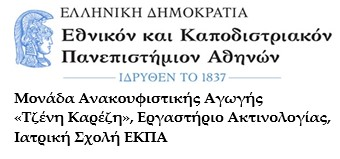 ΕΛΛΗΝΙΚΗ ΔΗΜΟΚΡΑΤΙΑ
Εθνικόν και Καποδιστριακόν
Πανεπιστήμιον Αθηνών
ΙΔΡΥΘΕΝ ΤΟ 1837
Μονάδα Ανακουφιστικής Αγωγής
«Τζένη Καρέζη», Εργαστήριο Ακτινολογίας,
Ιατρική Σχολή ΕΚΠΑ